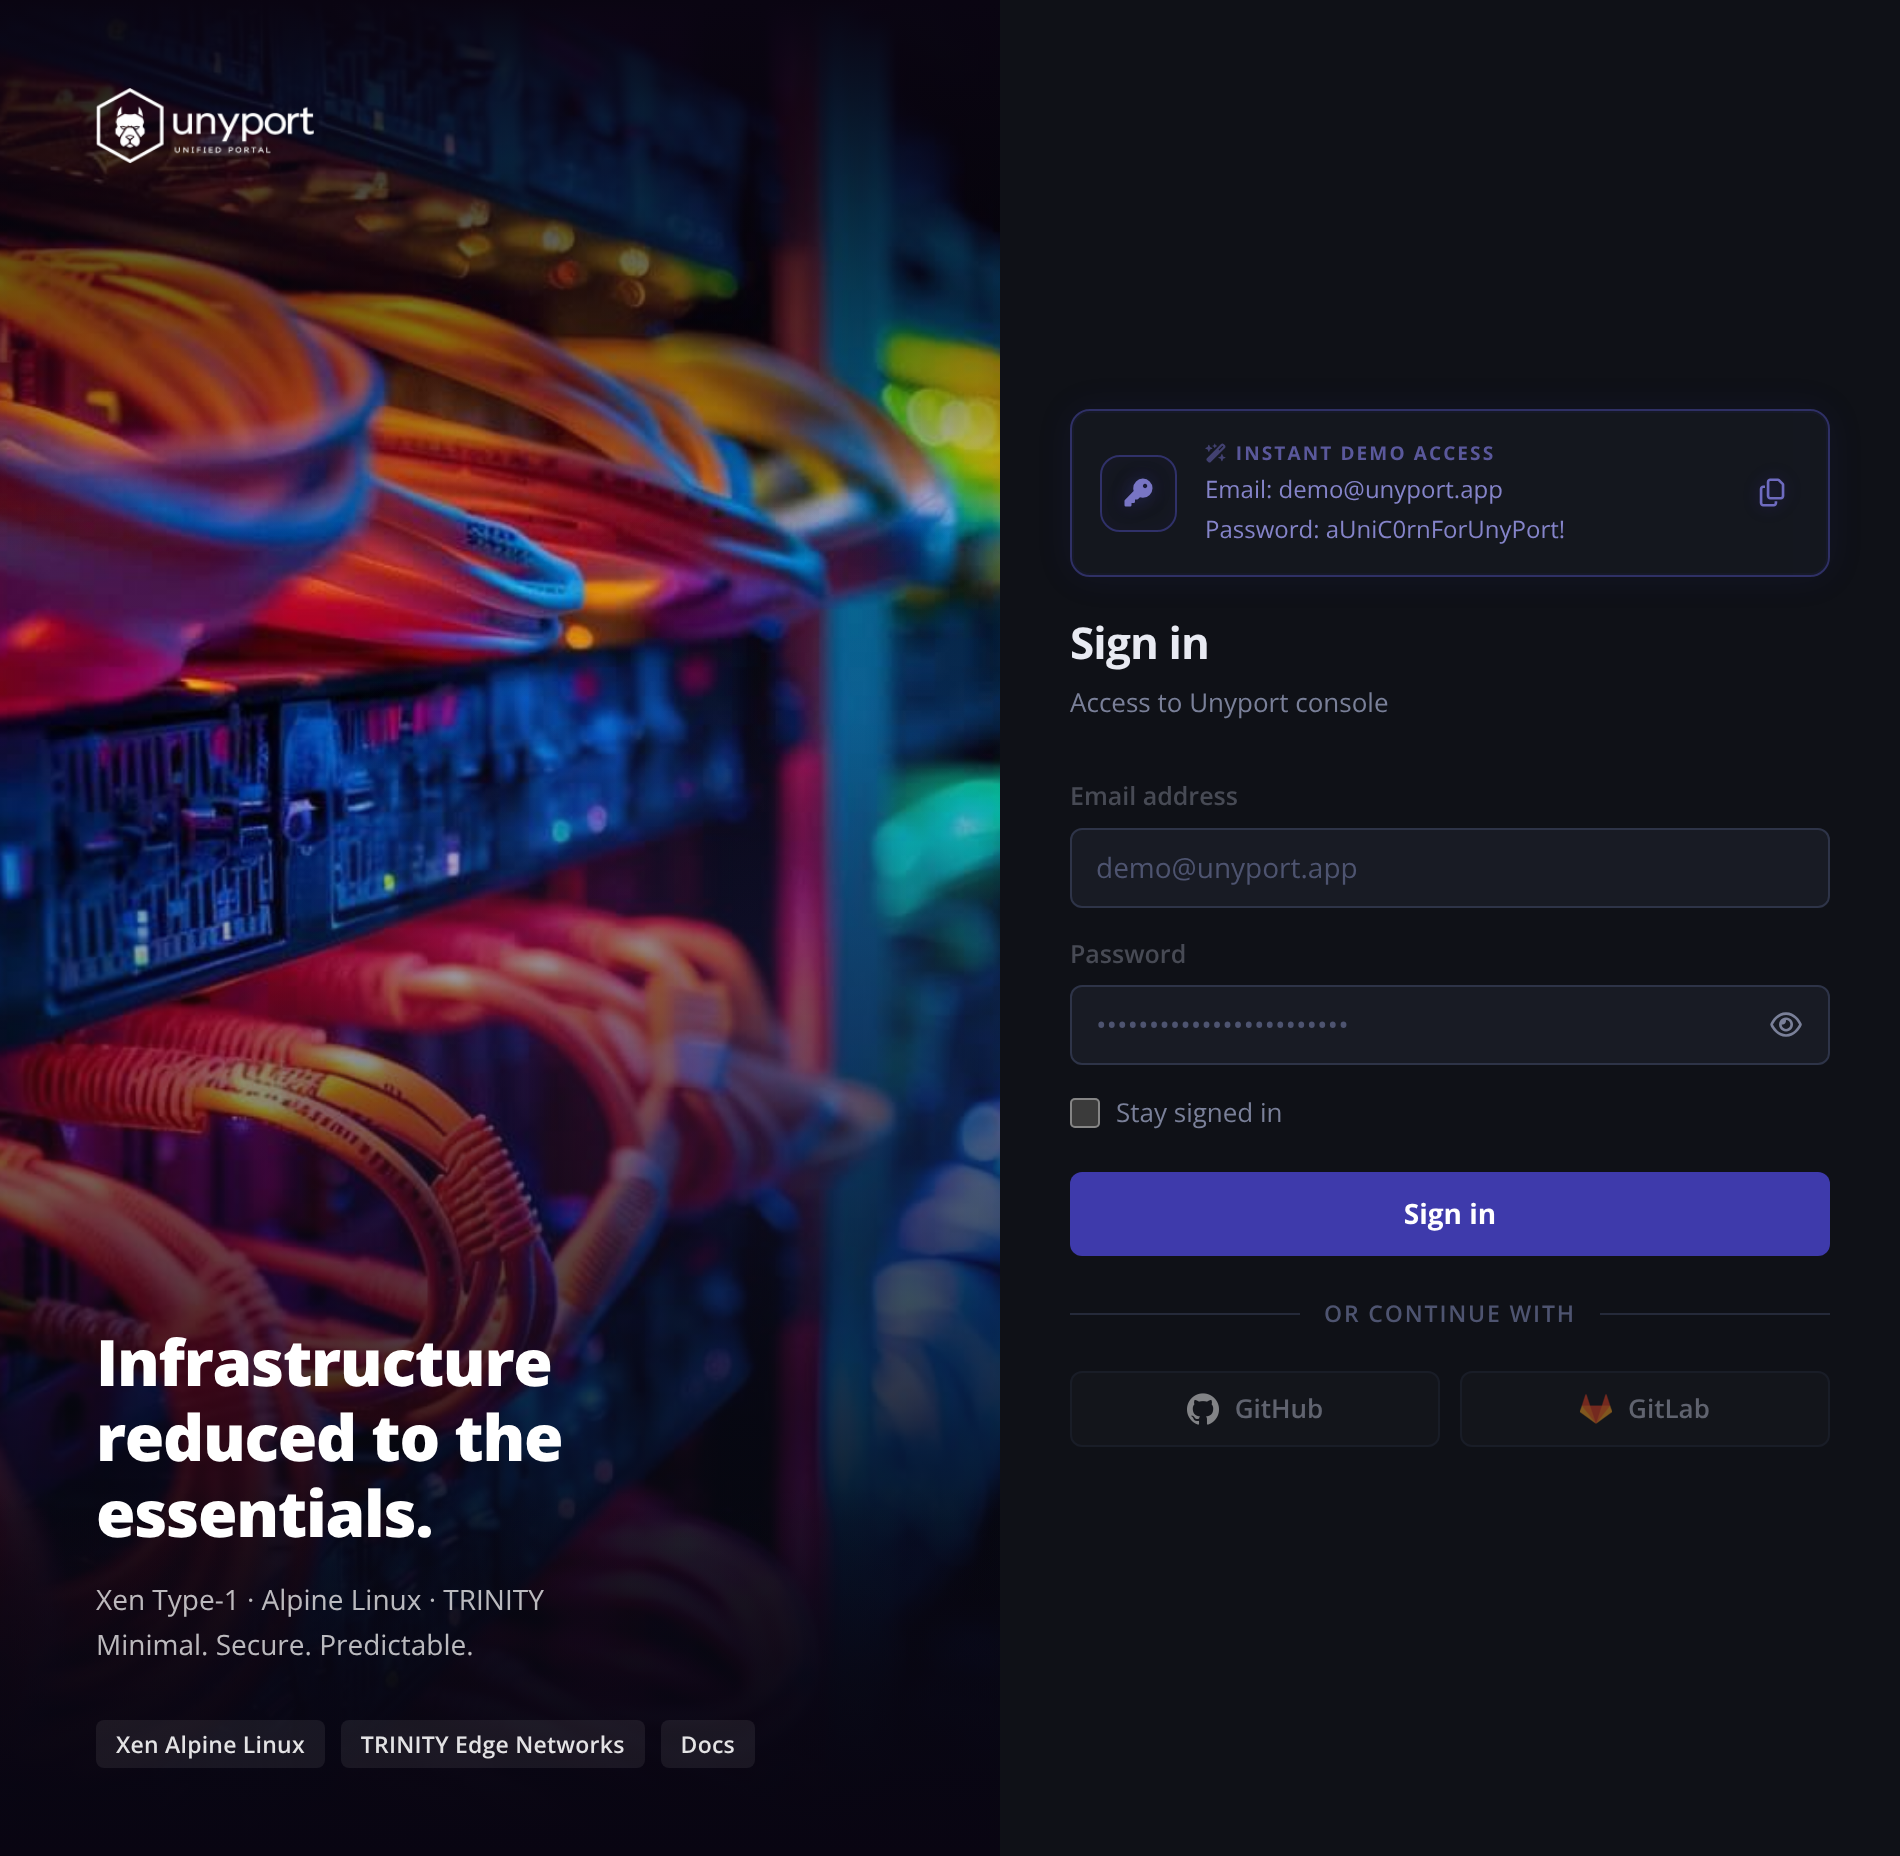 unyport
UNIFIED PORTAL
Infrastructure
reduced to the
essentials.
Xen Type-1 · Alpine Linux · TRINITY
Minimal. Secure. Predictable.
Xen Alpine Linux
TRINITY Edge Networks
Docs
INSTANT DEMO ACCESS
Email: demo@unyport.app
Password: aUniC0rnForUnyPort!
Sign in
Access to Unyport console
Email address
demo@unyport.app
Password
••••••••••••••••••••••••
Stay signed in
Sign in
OR CONTINUE WITH
GitHub
GitLab